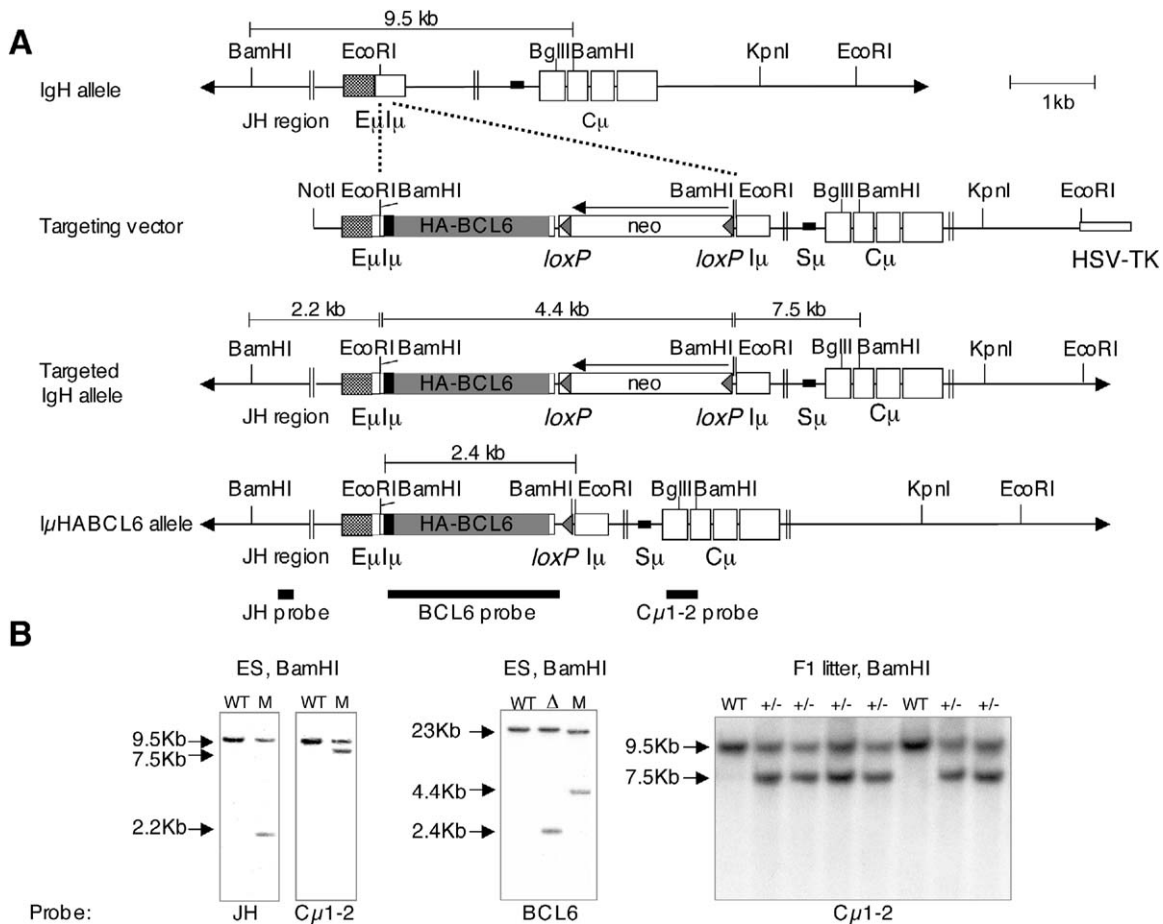 A
9.5 kb
BamHI EcoRI BglII BamHI KpnI EcoRI
IgH allele
1kb
JH region Eμ Iμ Cμ
NotI EcoRI BamHI BamHI EcoRI BglII BamHI KpnI EcoRI
Targeting vector HA-BCL6 neo
Eμ Iμ loxP loxP Iμ Sμ Cμ HSV-TK
2.2 kb 4.4 kb 7.5 kb
BamHI EcoRI BamHI BamHI EcoRI BglII BamHI KpnI EcoRI
Targeted
IgH allele
HA-BCL6 neo
JH region Eμ Iμ loxP loxP Iμ Sμ Cμ
2.4 kb
BamHI EcoRI BamHI BamHI EcoRI BglII BamHI KpnI EcoRI
IμHABCL6 allele HA-BCL6
JH region Eμ Iμ loxP Iμ Sμ Cμ
JH probe BCL6 probe Cμ1-2 probe
B
ES, BamHI ES, BamHI F1 litter, BamHI
WT M WT M WT Δ M WT +/- +/- +/- +/- WT +/- +/-
9.5Kb
7.5Kb
2.2Kb
23Kb
4.4Kb
2.4Kb
9.5Kb
7.5Kb
Probe: JH Cμ1-2 BCL6 Cμ1-2